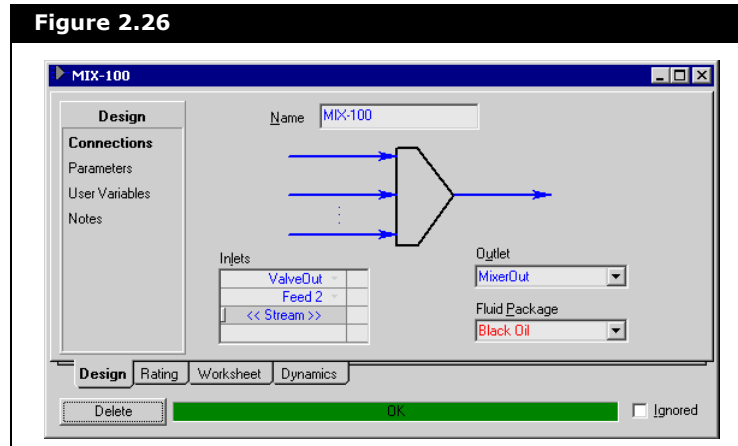 Figure 2.26
MIX-100
Design
Connections
Parameters
User Variables
Notes
Name MIX-100
Inlets
ValveOut
Feed 2
<< Stream >>
Outlet
MixerOut
Fluid Package
Black Oil
Design Rating Worksheet Dynamics
Delete OK Ignored